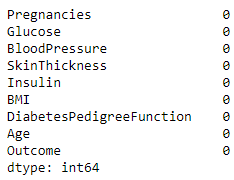 Pregnancies 0
Glucose 0
BloodPressure 0
SkinThickness 0
Insulin 0
BMI 0
DiabetesPedigreeFunction 0
Age 0
Outcome 0
dtype: int64